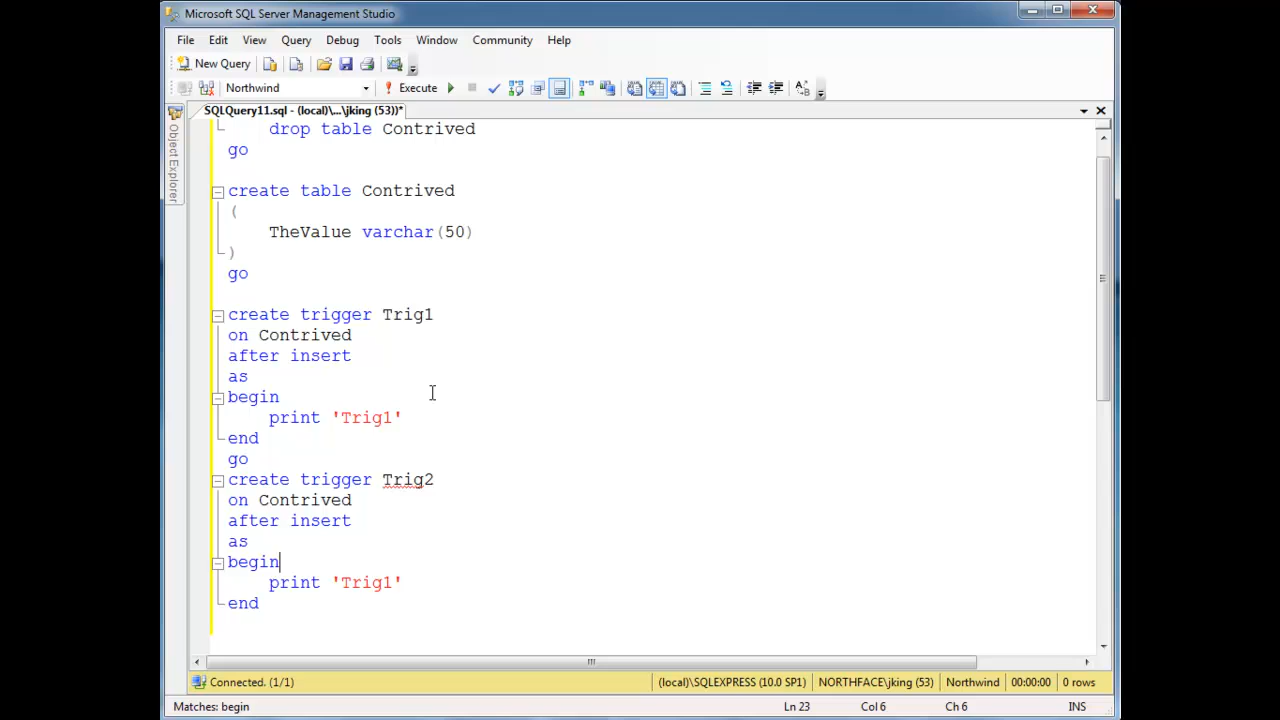 Microsoft SQL Server Management Studio
File Edit View Query Debug Tools Window Community Help
New Query
Northwind Execute
SQLQuery11.sql - (local)\...\jking (53))*
Object Explorer
drop table Contrived
go
create table Contrived
(
TheValue varchar(50)
)
go
create trigger Trig1
on Contrived
after insert
as
begin
print 'Trig1'
end
go
create trigger Trig2
on Contrived
after insert
as
begin
print 'Trig1'
end
Connected. (1/1) (local)\SQLEXPRESS (10.0 SP1) NORTHFACE\jking (53) Northwind 00:00:00 0 rows
Matches: begin Ln 23 Col 6 Ch 6 INS